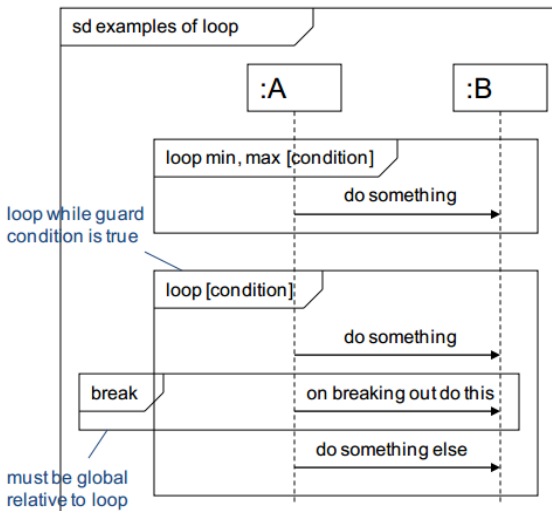 sd examples of loop
:A
:B
loop min, max [condition]
do something
loop while guard
condition is true
loop [condition]
do something
break
on breaking out do this
do something else
must be global
relative to loop